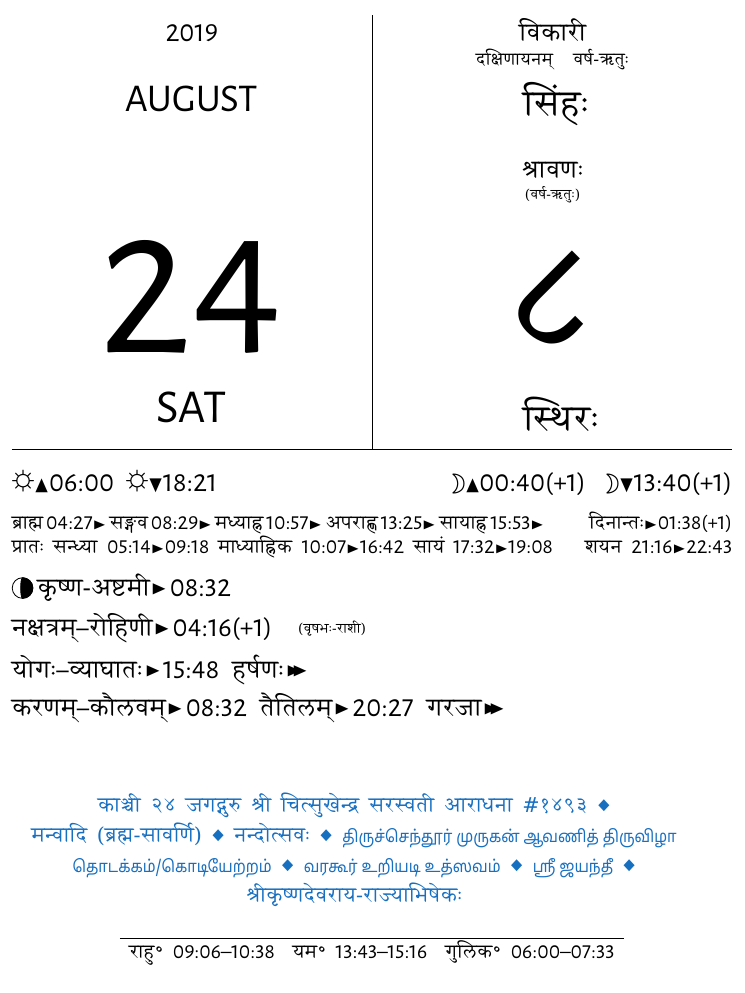 2019
AUGUST
24
SAT
विकारी
दक्षिणायनम् वर्ष-ऋतुः
सिंहः
श्रावणः
(वर्ष-ऋतुः)
८
स्थिरः
☼▲06:00 ☼▼18:21 ☽▲00:40(+1) ☽▼13:40(+1)
ब्राह्म 04:27► सङ्गव 08:29► मध्याह्न 10:57► अपराह्ण 13:25► सायाह्न 15:53► दिनान्तः►01:38(+1)
प्रातः सन्ध्या 05:14►09:18 माध्याह्निक 10:07►16:42 सायं 17:32►19:08 शयन 21:16►22:43
कृष्ण-अष्टमी►08:32
नक्षत्रम्–रोहिणी►04:16(+1) (वृषभः-राशी)
योगः–व्याघातः►15:48 हर्षणः►►
करणम्–कौलवम्►08:32 तैतिलम्►20:27 गरजा►►
काञ्ची २४ जगद्गुरु श्री चित्सुखेन्द्र सरस्वती आराधना #१४९३ ◆
मन्वादि (ब्रह्म-सावर्णि) ◆ नन्दोत्सवः ◆ திருச்செந்தூர் முருகன் ஆவணித் திருவிழா
தொடக்கம்/கொடியேற்றம் ◆ வரகூர் உறியடி உத்ஸவம் ◆ ஸ்ரீ ஜயந்தீ ◆
श्रीकृष्णदेवराय-राज्याभिषेकः
राहु॰ 09:06–10:38 यम॰ 13:43–15:16 गुलिक॰ 06:00–07:33